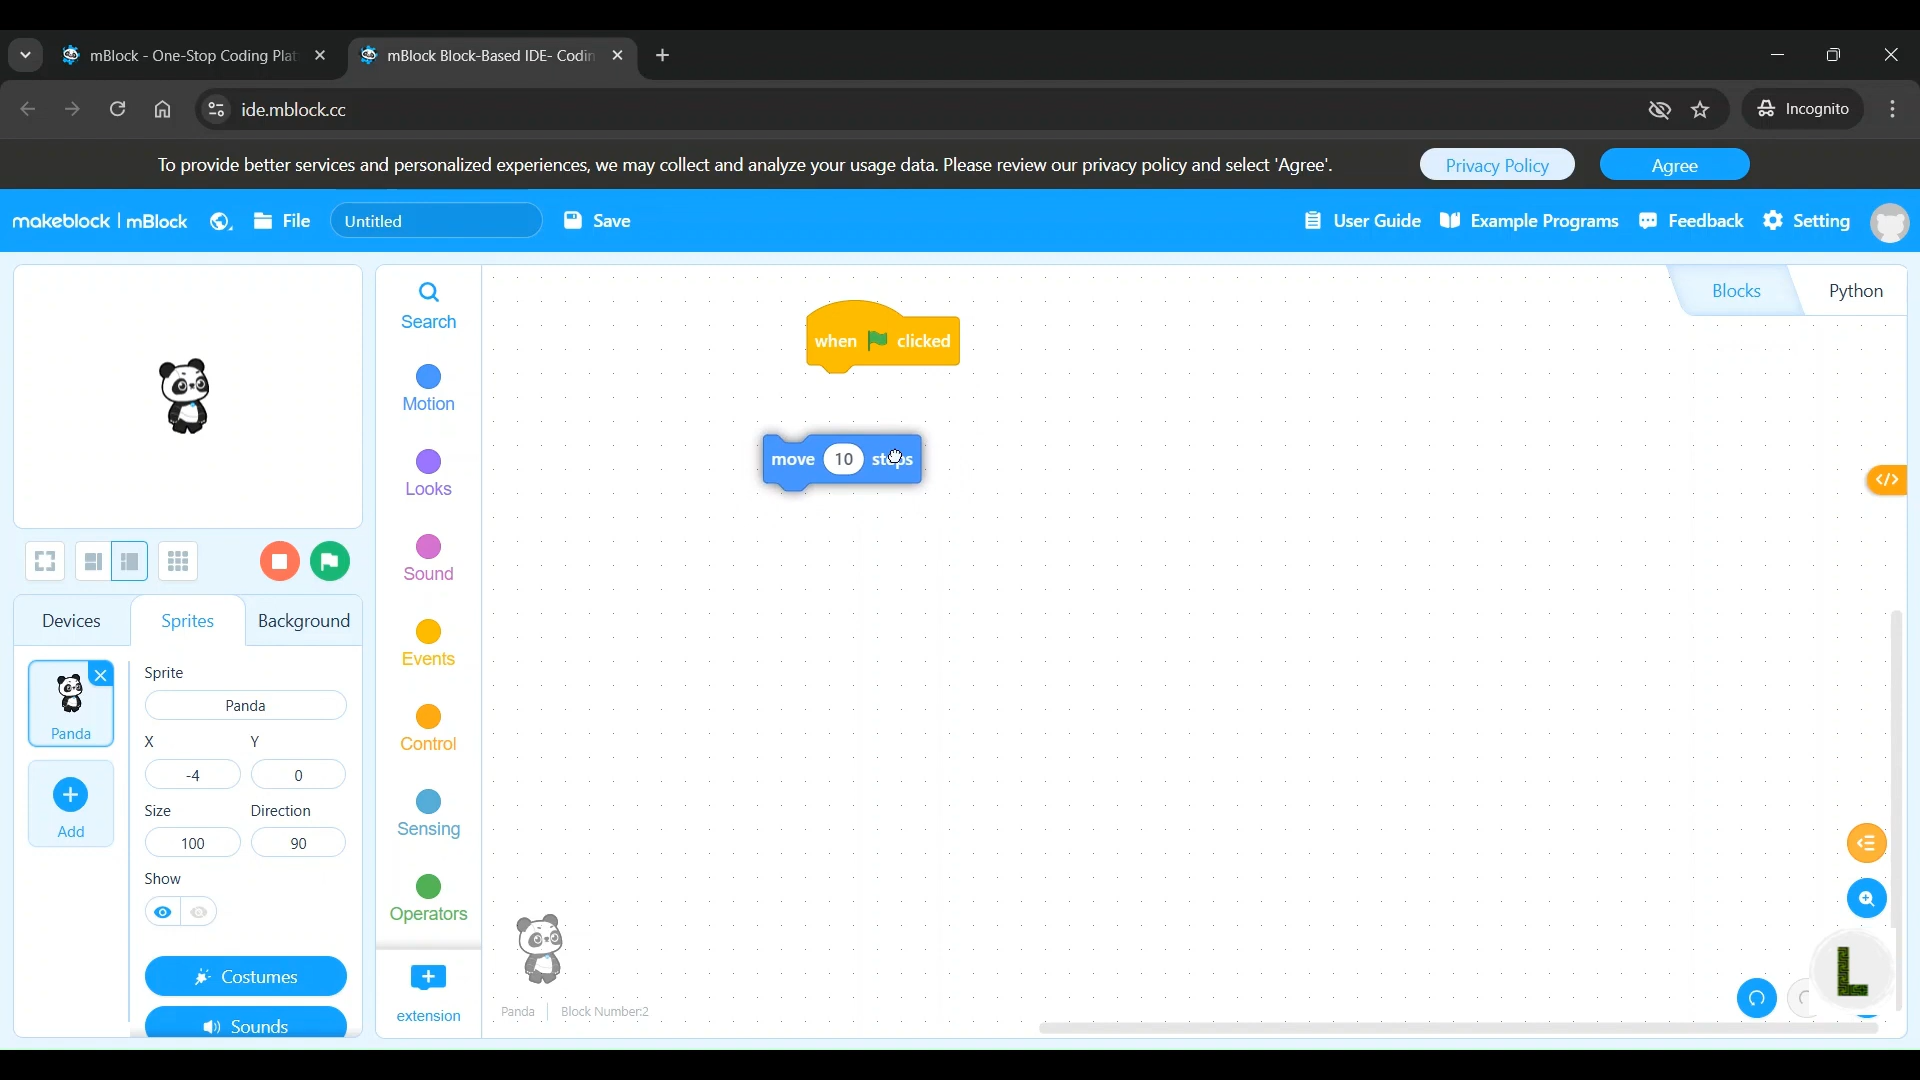 mBlock - One-Stop Coding Plat
mBlock Block-Based IDE- Codin
ide.mblock.cc
Incognito
To provide better services and personalized experiences, we may collect and analyze your usage data. Please review our privacy policy and select 'Agree'.
Privacy Policy
Agree
makeblock | mBlock
File
Untitled
Save
User Guide
Example Programs
Feedback
Setting
Search
Motion
Looks
Sound
Events
Control
Sensing
Operators
extension
when clicked
move 10 steps
Blocks
Python
</>
Devices
Sprites
Background
Panda
Add
Sprite
Panda
X
Y
-4
0
Size
Direction
100
90
Show
Costumes
Sounds
Panda
Block Number:2
L